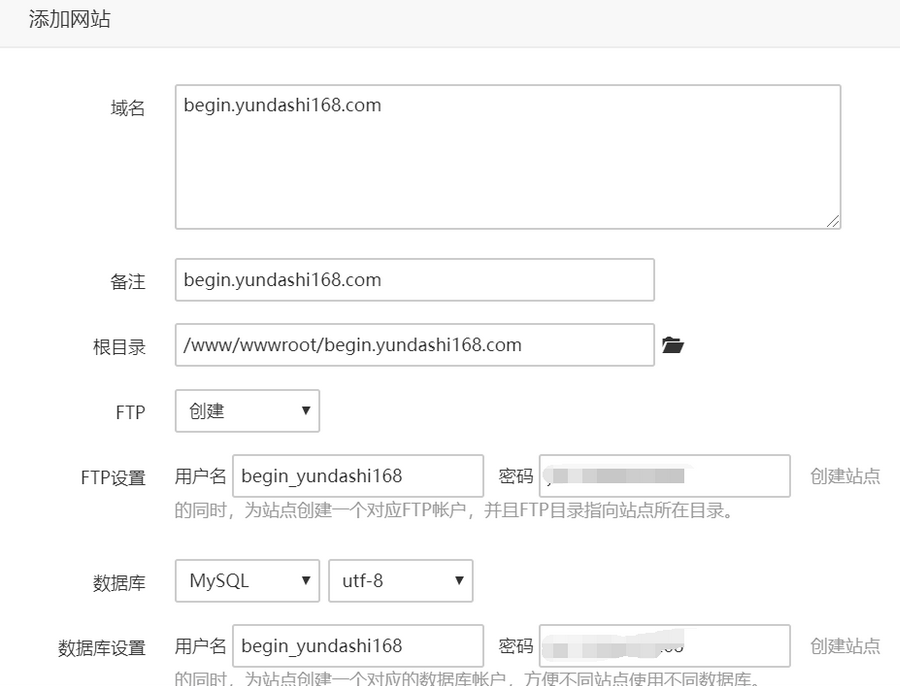 添加网站
域名 begin.yundashi168.com
备注 begin.yundashi168.com
根目录 /www/wwwroot/begin.yundashi168.com
FTP 创建
FTP设置 用户名 begin_yundashi168 密码 创建站点
的同时，为站点创建一个对应FTP帐户，并且FTP目录指向站点所在目录。
数据库 MySQL utf-8
数据库设置 用户名 begin_yundashi168 密码 创建站点
的同时，为站点创建一个对应的数据库帐户，方便不同站点使用不同数据库。